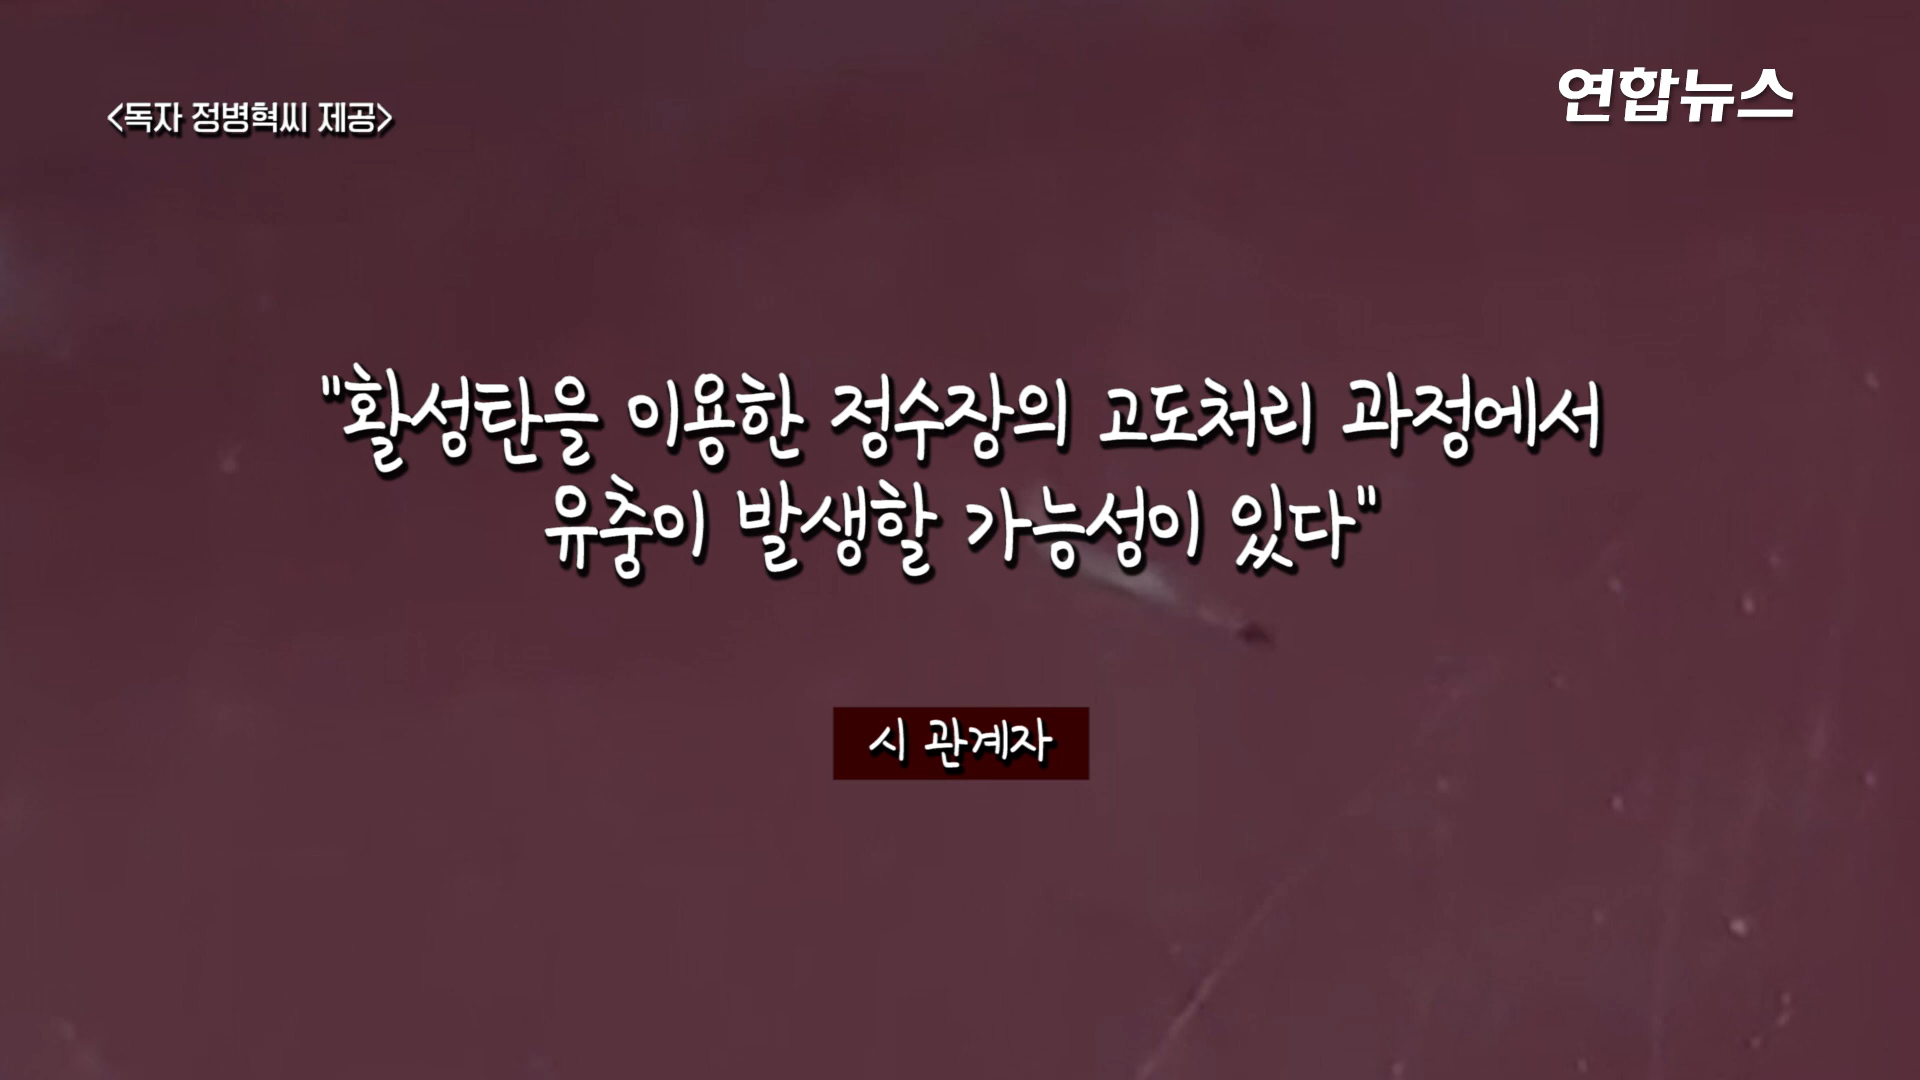 <독자 정병혁씨 제공>
연합뉴스
"활성탄을 이용한 정수장의 고도처리 과정에서
유충이 발생할 가능성이 있다"
시 관계자